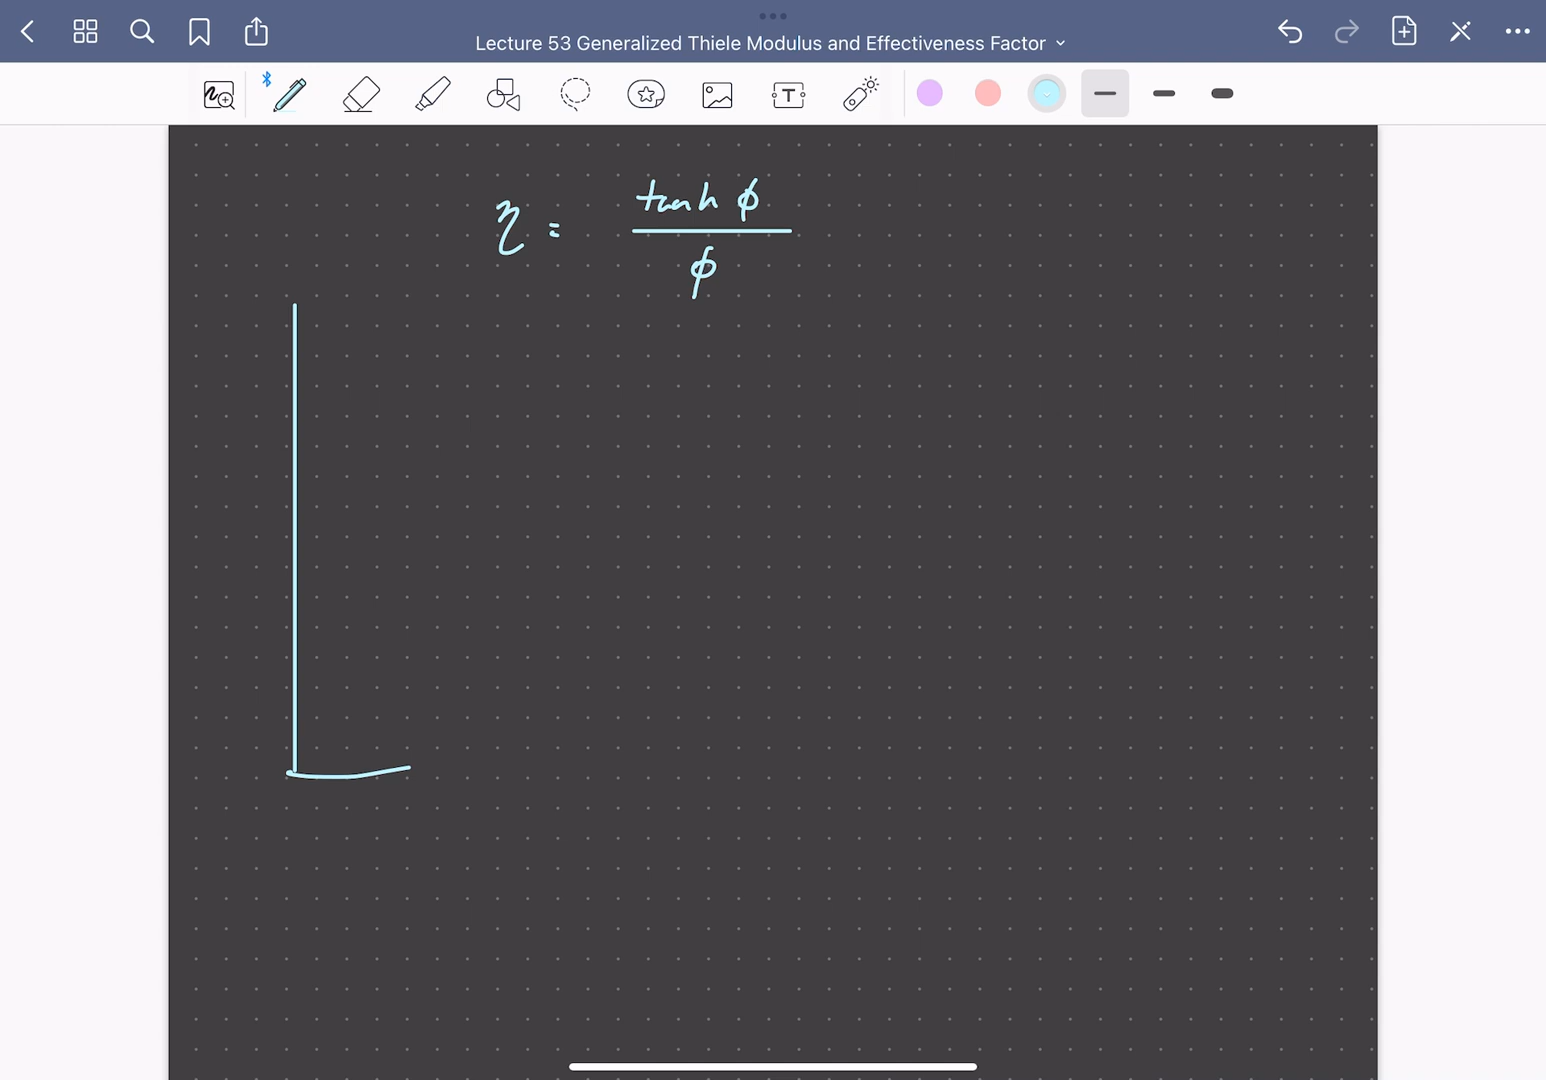 Lecture 53 Generalized Thiele Modulus and Effectiveness Factor
T
η = tanh φ / φ